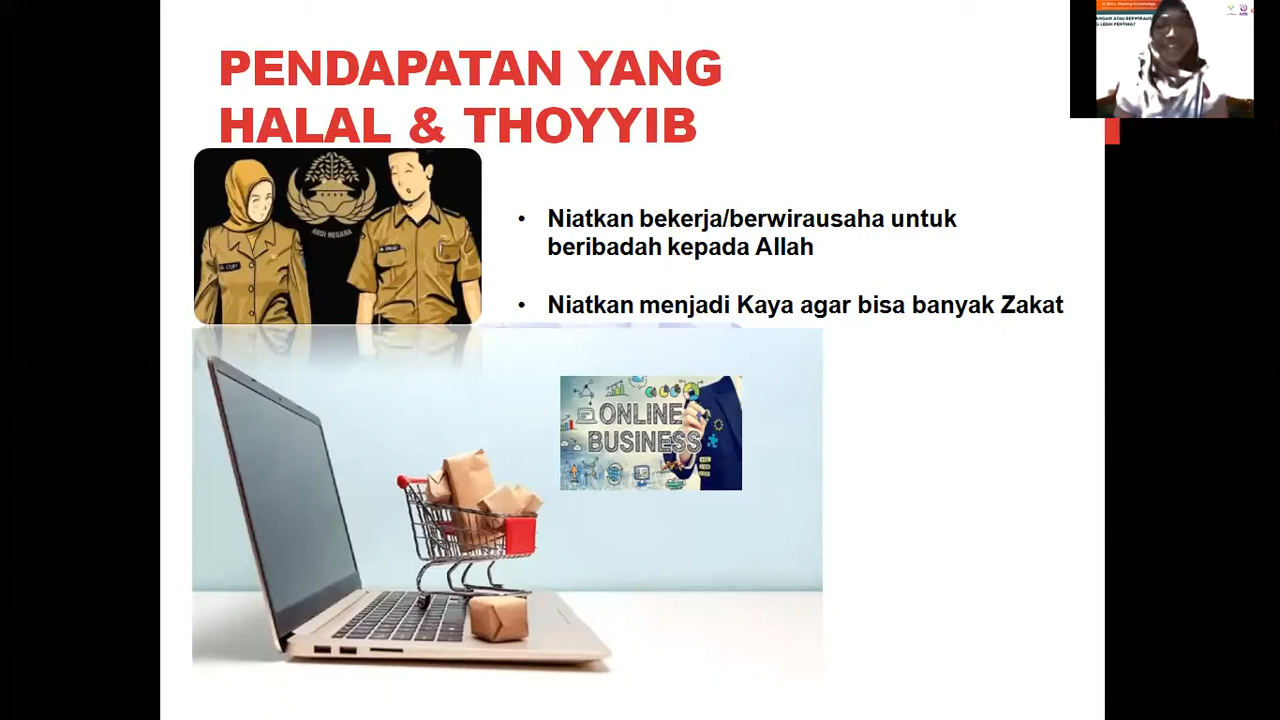 PENDAPATAN YANG
HALAL & THOYYIB
ABDI NEGARA
• Niatkan bekerja/berwirausaha untuk
beribadah kepada Allah
• Niatkan menjadi Kaya agar bisa banyak Zakat
ONLINE
BUSINESS